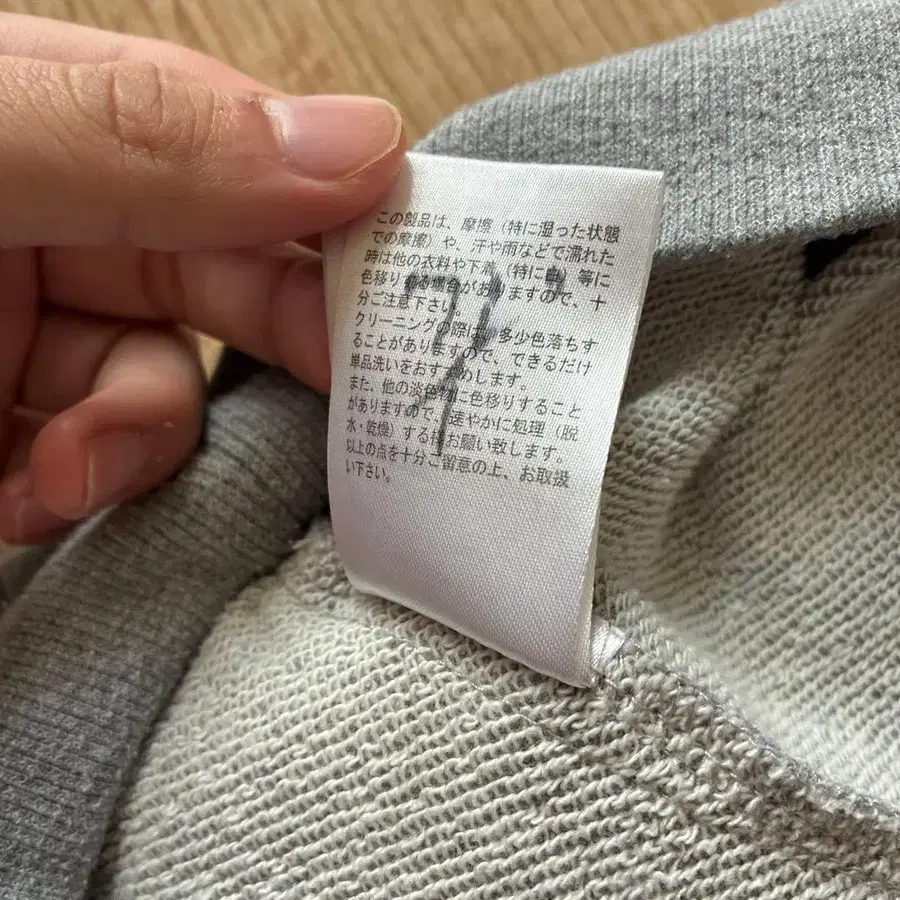 この製品は、摩擦（特に湿った状態
での摩擦）や、汗や雨などで濡れた
時は他の衣料や下着（特に白）等に
色移りする場合がありますので、十
分ご注意下さい。
クリーニングの際は、多少色落ちす
ることがありますので、できるだけ
単品洗いをおすすめします。
また、他の淡色物に色移りすること
がありますので、速やかに処理（脱
水・乾燥）する様お願い致します。
以上の点を十分ご留意の上、お取扱
い下さい。